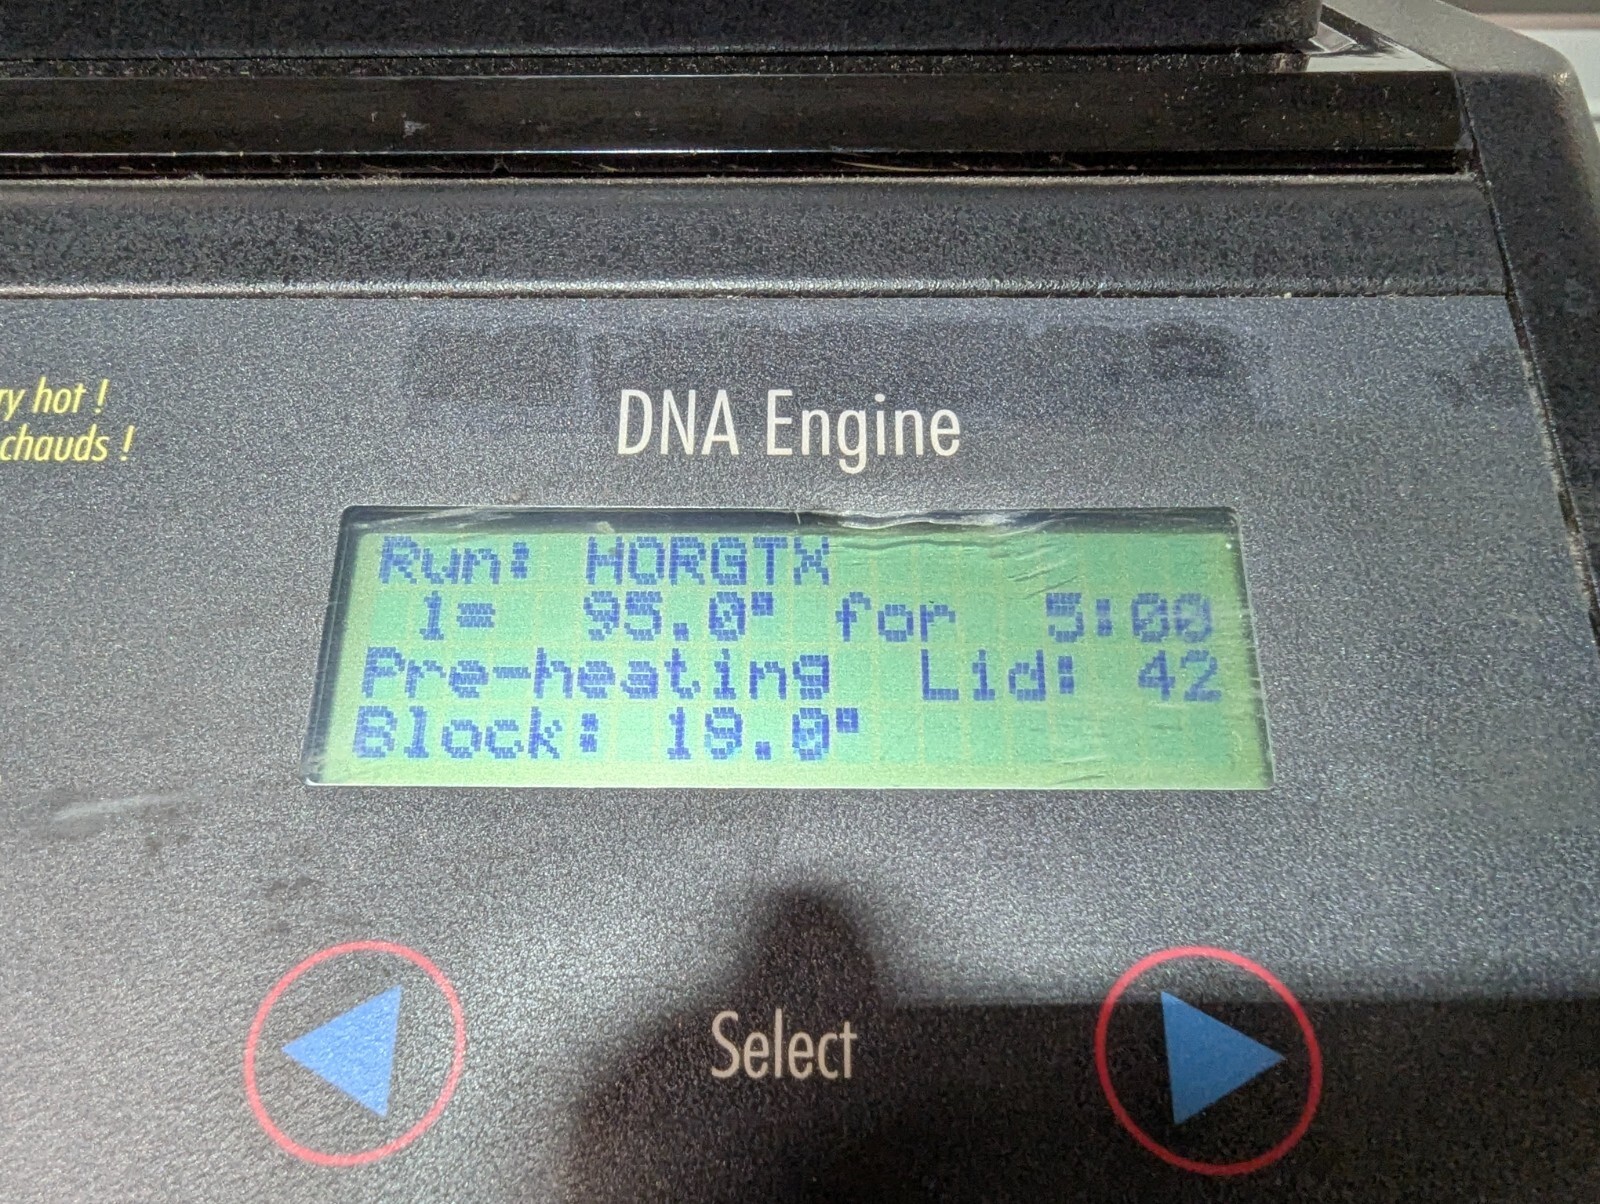 ry hot !
chauds !
DNA Engine
Run: HORGTX
1= 95.0° for 5:00
Pre-heating Lid: 42
Block: 19.0°
Select